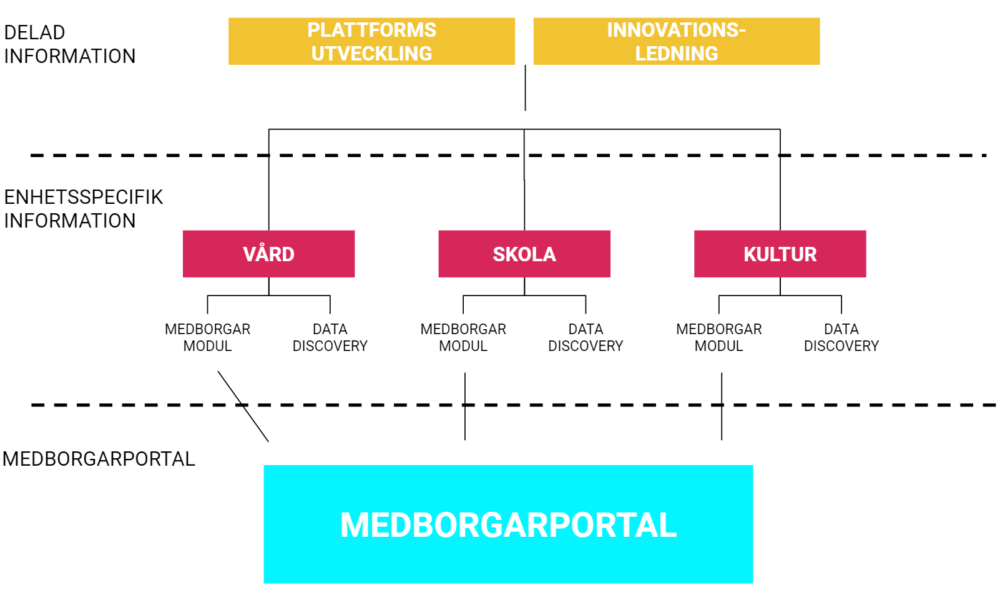 DELAD
INFORMATION
PLATTFORMS
UTVECKLING
INNOVATIONS-
LEDNING
ENHETSSPECIFIK
INFORMATION
VÅRD
SKOLA
KULTUR
MEDBORGAR
MODUL
DATA
DISCOVERY
MEDBORGAR
MODUL
DATA
DISCOVERY
MEDBORGAR
MODUL
DATA
DISCOVERY
MEDBORGARPORTAL
MEDBORGARPORTAL